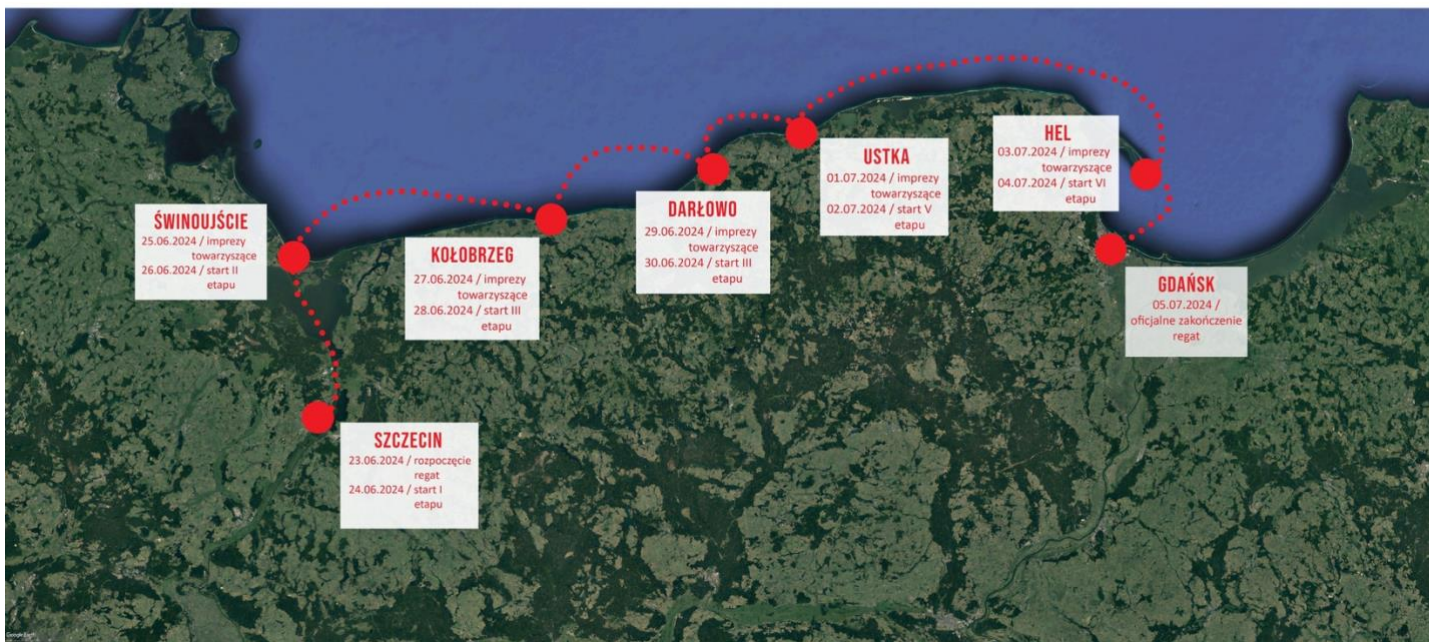 ŚWINOUJŚCIE
25.06.2024 / imprezy
towarzyszące
26.06.2024 / start II
etapu
SZCZECIN
23.06.2024 / rozpoczęcie
regat
24.06.2024 / start I
etapu
KOŁOBRZEG
27.06.2024 / imprezy
towarzyszące
28.06.2024 / start III
etapu
DARŁOWO
29.06.2024 / imprezy
towarzyszące
30.06.2024 / start III
etapu
USTKA
01.07.2024 / imprezy
towarzyszące
02.07.2024 / start V
etapu
HEL
03.07.2024 / imprezy
towarzyszące
04.07.2024 / start VI
etapu
GDAŃSK
05.07.2024 /
oficjalne zakończenie
regat
Google Earth